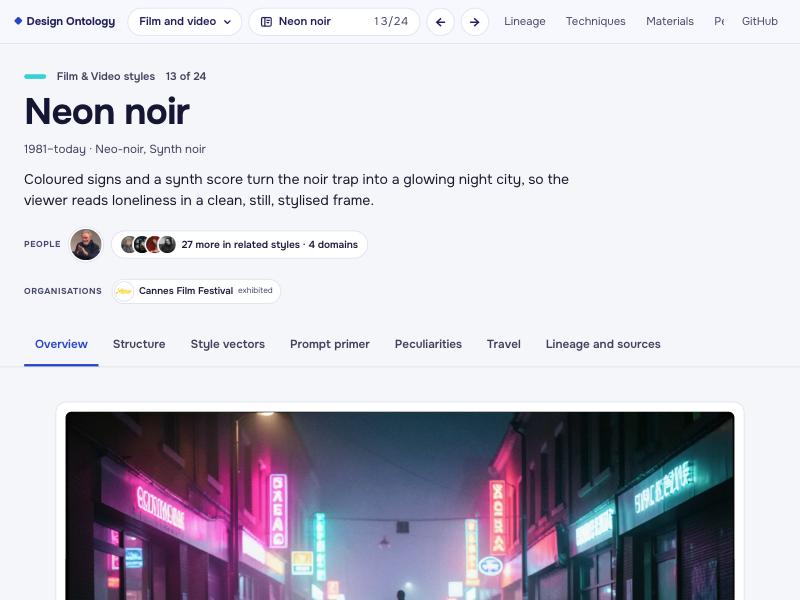 Design Ontology
Film and video
Neon noir 13/24
Lineage
Techniques
Materials
GitHub
Film & Video styles 13 of 24
Neon noir
1981–today · Neo-noir, Synth noir
Coloured signs and a synth score turn the noir trap into a glowing night city, so the
viewer reads loneliness in a clean, still, stylised frame.
PEOPLE
27 more in related styles · 4 domains
ORGANISATIONS
Cannes Film Festival exhibited
Overview
Structure
Style vectors
Prompt primer
Peculiarities
Travel
Lineage and sources